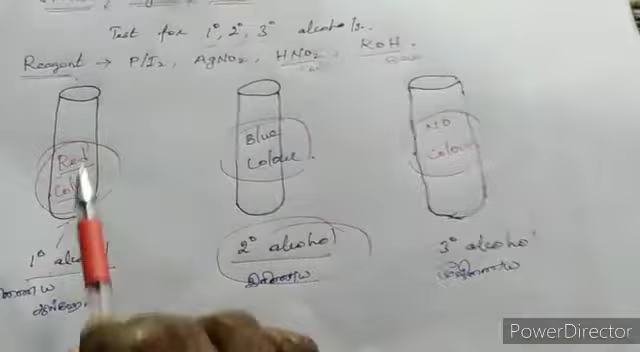 Test for 1°, 2°, 3° alcohols.
Reagent → P/I2, AgNO2, HNO2, KOH.
Red
Blue
Colour
NO
Colour
1° alcohol
2° alcohol
3° alcohol
PowerDirector